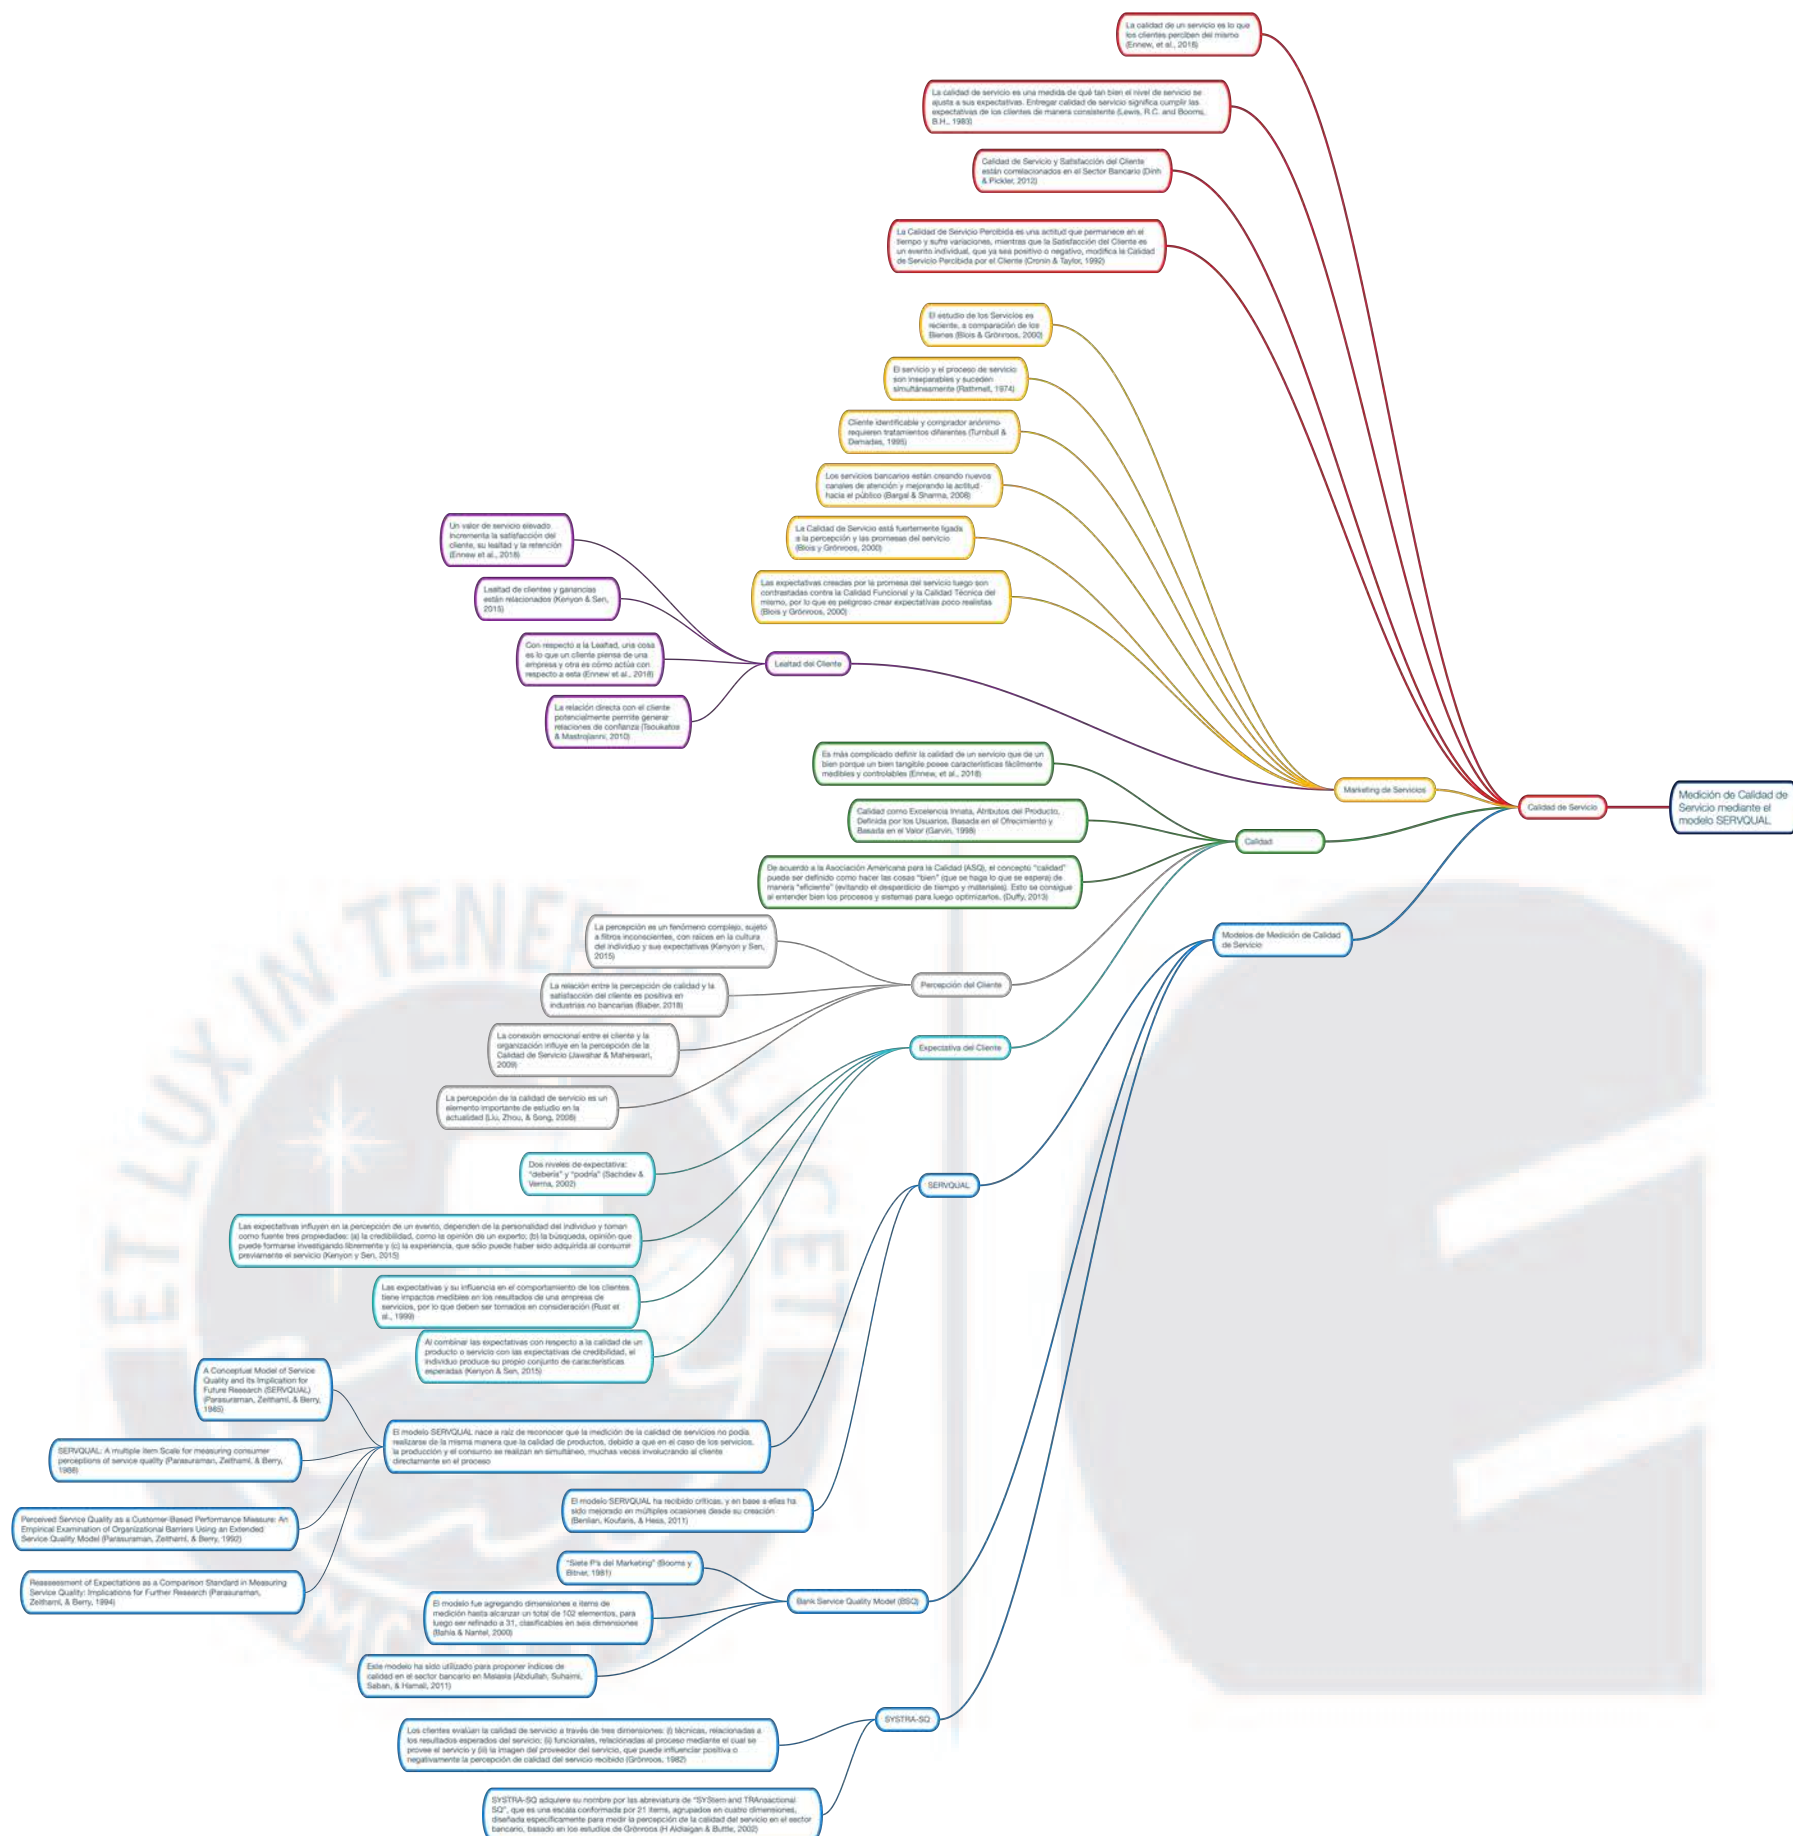 La calidad de un servicio es lo que
los clientes perciben del mismo
(Ennew, et al., 2018)
La calidad de servicio es una medida de qué tan bien el nivel de servicio se
ajusta a sus expectativas. Entregar calidad de servicio significa cumplir las
expectativas de los clientes de manera consistente (Lewis, R.C. and Booms,
B.H., 1983)
Calidad de Servicio y Satisfacción del Cliente
están correlacionados en el Sector Bancario (Dinh
& Pickler, 2012)
La Calidad de Servicio Percibida es una actitud que permanece en el
tiempo y sufre variaciones, mientras que la Satisfacción del Cliente es
un evento individual, que ya sea positivo o negativo, modifica la Calidad
de Servicio Percibida por el Cliente (Cronin & Taylor, 1992)
El estudio de los Servicios es
reciente, a comparación de los
Bienes (Blois & Grönroos, 2000)
El servicio y el proceso de servicio
son inseparables y suceden
simultáneamente (Rathmell, 1974)
Cliente identificable y comprador anónimo
requieren tratamientos diferentes (Turnbull &
Demades, 1995)
Los servicios bancarios están creando nuevos
canales de atención y mejorando la actitud
hacia el público (Bargal & Sharma, 2008)
La Calidad de Servicio está fuertemente ligada
a la percepción y las promesas del servicio
(Blois y Grönroos, 2000)
Las expectativas creadas por la promesa del servicio luego son
contrastadas contra la Calidad Funcional y la Calidad Técnica del
mismo, por lo que es peligroso crear expectativas poco realistas
(Blois y Grönroos, 2000)
Un valor de servicio elevado
incrementa la satisfacción del
cliente, su lealtad y la retención
(Ennew et al., 2018)
Lealtad de clientes y ganancias
están relacionados (Kenyon & Sen,
2015)
Con respecto a la Lealtad, una cosa
es lo que un cliente piensa de una
empresa y otra es cómo actúa con
respecto a esta (Ennew et al., 2018)
La relación directa con el cliente
potencialmente permite generar
relaciones de confianza (Tsoukatos
& Mastrojianni, 2010)
Lealtad del Cliente
Es más complicado definir la calidad de un servicio que de un
bien porque un bien tangible posee características fácilmente
medibles y controlables (Ennew, et al., 2018)
Calidad como Excelencia Innata, Atributos del Producto,
Definida por los Usuarios, Basada en el Ofrecimiento y
Basada en el Valor (Garvin, 1998)
De acuerdo a la Asociación Americana para la Calidad (ASQ), el concepto "calidad"
puede ser definido como hacer las cosas "bien" (que se haga lo que se espera) de
manera "eficiente" (evitando el desperdicio de tiempo y materiales). Esto se consigue
al entender bien los procesos y sistemas para luego optimizarlos. (Duffy, 2013)
Marketing de Servicios
Calidad
Calidad de Servicio
Medición de Calidad de
Servicio mediante el
modelo SERVQUAL
Modelos de Medición de Calidad
de Servicio
La percepción es un fenómeno complejo, sujeto
a filtros inconscientes, con raíces en la cultura
del individuo y sus expectativas (Kenyon y Sen,
2015)
La relación entre la percepción de calidad y la
satisfacción del cliente es positiva en
industrias no bancarias (Baber, 2018)
La conexión emocional entre el cliente y la
organización influye en la percepción de la
Calidad de Servicio (Jawahar & Maheswari,
2009)
La percepción de la calidad de servicio es un
elemento importante de estudio en la
actualidad (Liu, Zhou, & Song, 2008)
Percepción del Cliente
Expectativa del Cliente
Dos niveles de expectativa:
"debería" y "podría" (Sachdev &
Verma, 2002)
Las expectativas influyen en la percepción de un evento, dependen de la personalidad del individuo y toman
como fuente tres propiedades: (a) la credibilidad, como la opinión de un experto; (b) la búsqueda, opinión que
puede formarse investigando libremente y (c) la experiencia, que sólo puede haber sido adquirida al consumir
previamente el servicio (Kenyon y Sen, 2015)
Las expectativas y su influencia en el comportamiento de los clientes
tiene impactos medibles en los resultados de una empresa de
servicios, por lo que deben ser tomados en consideración (Rust et
al., 1999)
Al combinar las expectativas con respecto a la calidad de un
producto o servicio con las expectativas de credibilidad, el
individuo produce su propio conjunto de características
esperadas (Kenyon & Sen, 2015)
SERVQUAL
A Conceptual Model of Service
Quality and its Implication for
Future Research (SERVQUAL)
(Parasuraman, Zeithaml, & Berry,
1985)
SERVQUAL: A multiple item Scale for measuring consumer
perceptions of service quality (Parasuraman, Zeithaml, & Berry,
1988)
Perceived Service Quality as a Customer-Based Performance Measure: An
Empirical Examination of Organizational Barriers Using an Extended
Service Quality Model (Parasuraman, Zeithaml, & Berry, 1992)
Reassessment of Expectations as a Comparison Standard in Measuring
Service Quality: Implications for Further Research (Parasuraman,
Zeithaml, & Berry, 1994)
El modelo SERVQUAL nace a raíz de reconocer que la medición de la calidad de servicios no podía
realizarse de la misma manera que la calidad de productos, debido a que en el caso de los servicios,
la producción y el consumo se realizan en simultáneo, muchas veces involucrando al cliente
directamente en el proceso
El modelo SERVQUAL ha recibido críticas, y en base a ellas ha
sido mejorado en múltiples ocasiones desde su creación
(Benlian, Koufaris, & Hess, 2011)
"Siete P's del Marketing" (Booms y
Bitner, 1981)
El modelo fue agregando dimensiones e ítems de
medición hasta alcanzar un total de 102 elementos, para
luego ser refinado a 31, clasificables en seis dimensiones
(Bahia & Nantel, 2000)
Este modelo ha sido utilizado para proponer índices de
calidad en el sector bancario en Malasia (Abdullah, Suhaimi,
Saban, & Hamali, 2011)
Bank Service Quality Model (BSQ)
SYSTRA-SQ
Los clientes evalúan la calidad de servicio a través de tres dimensiones: (i) técnicas, relacionadas a
los resultados esperados del servicio; (ii) funcionales, relacionadas al proceso mediante el cual se
provee el servicio y (iii) la imagen del proveedor del servicio, que puede influenciar positiva o
negativamente la percepción de calidad del servicio recibido (Grönroos, 1982)
SYSTRA-SQ adquiere su nombre por las abreviatura de "SYStem and TRAnsactional
SQ", que es una escala conformada por 21 ítems, agrupados en cuatro dimensiones,
diseñada específicamente para medir la percepción de la calidad del servicio en el sector
bancario, basado en los estudios de Grönroos (H Aldlaigan & Buttle, 2002)
ET LUX IN TENEBRIS LUCET